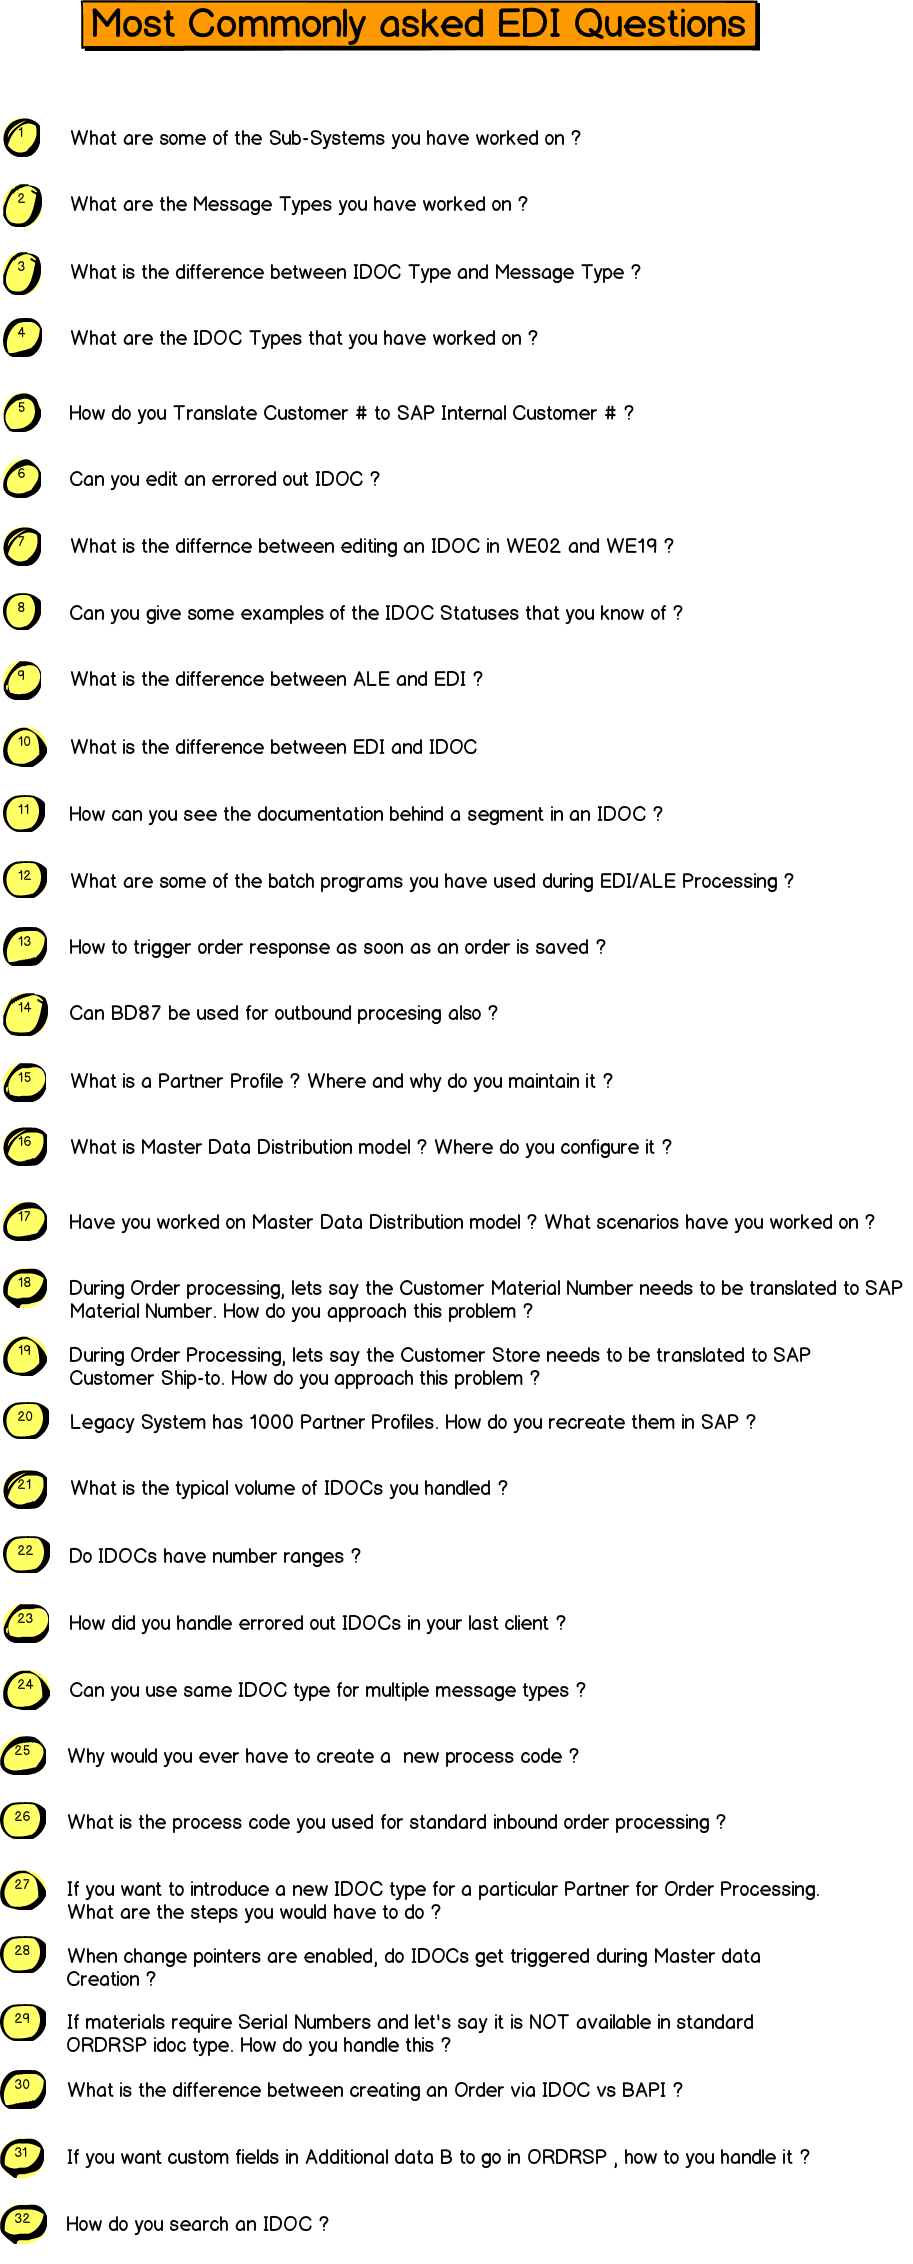 Most Commonly asked EDI Questions
1 What are some of the Sub-Systems you have worked on ?
2 What are the Message Types you have worked on ?
3 What is the difference between IDOC Type and Message Type ?
4 What are the IDOC Types that you have worked on ?
5 How do you Translate Customer # to SAP Internal Customer # ?
6 Can you edit an errored out IDOC ?
7 What is the differnce between editing an IDOC in WE02 and WE19 ?
8 Can you give some examples of the IDOC Statuses that you know of ?
9 What is the difference between ALE and EDI ?
10 What is the difference between EDI and IDOC
11 How can you see the documentation behind a segment in an IDOC ?
12 What are some of the batch programs you have used during EDI/ALE Processing ?
13 How to trigger order response as soon as an order is saved ?
14 Can BD87 be used for outbound procesing also ?
15 What is a Partner Profile ? Where and why do you maintain it ?
16 What is Master Data Distribution model ? Where do you configure it ?
17 Have you worked on Master Data Distribution model ? What scenarios have you worked on ?
18 During Order processing, lets say the Customer Material Number needs to be translated to SAP
Material Number. How do you approach this problem ?
19 During Order Processing, lets say the Customer Store needs to be translated to SAP
Customer Ship-to. How do you approach this problem ?
20 Legacy System has 1000 Partner Profiles. How do you recreate them in SAP ?
21 What is the typical volume of IDOCs you handled ?
22 Do IDOCs have number ranges ?
23 How did you handle errored out IDOCs in your last client ?
24 Can you use same IDOC type for multiple message types ?
25 Why would you ever have to create a  new process code ?
26 What is the process code you used for standard inbound order processing ?
27 If you want to introduce a new IDOC type for a particular Partner for Order Processing.
What are the steps you would have to do ?
28 When change pointers are enabled, do IDOCs get triggered during Master data
Creation ?
29 If materials require Serial Numbers and let's say it is NOT available in standard
ORDRSP idoc type. How do you handle this ?
30 What is the difference between creating an Order via IDOC vs BAPI ?
31 If you want custom fields in Additional data B to go in ORDRSP , how to you handle it ?
32 How do you search an IDOC ?